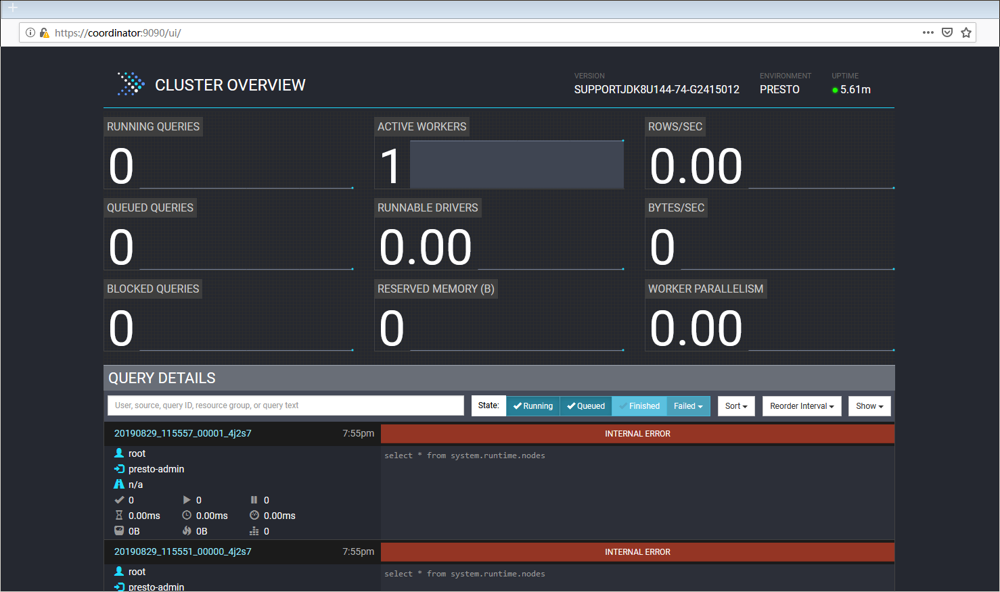 https://coordinator:9090/ui/
CLUSTER OVERVIEW
VERSION
SUPPORTJDK8U144-74-G2415012
ENVIRONMENT
PRESTO
UPTIME
5.61m
RUNNING QUERIES
0
ACTIVE WORKERS
1
ROWS/SEC
0.00
QUEUED QUERIES
0
RUNNABLE DRIVERS
0.00
BYTES/SEC
0
BLOCKED QUERIES
0
RESERVED MEMORY (B)
0
WORKER PARALLELISM
0.00
QUERY DETAILS
User, source, query ID, resource group, or query text
State: Running Queued Finished Failed
Sort
Reorder Interval
Show
20190829_115557_00001_4j2s7 7:55pm
INTERNAL ERROR
root
presto-admin
n/a
0 0 0
0.00ms 0.00ms 0.00ms
0B 0B 0
select * from system.runtime.nodes
20190829_115551_00000_4j2s7 7:55pm
INTERNAL ERROR
root
presto-admin
select * from system.runtime.nodes